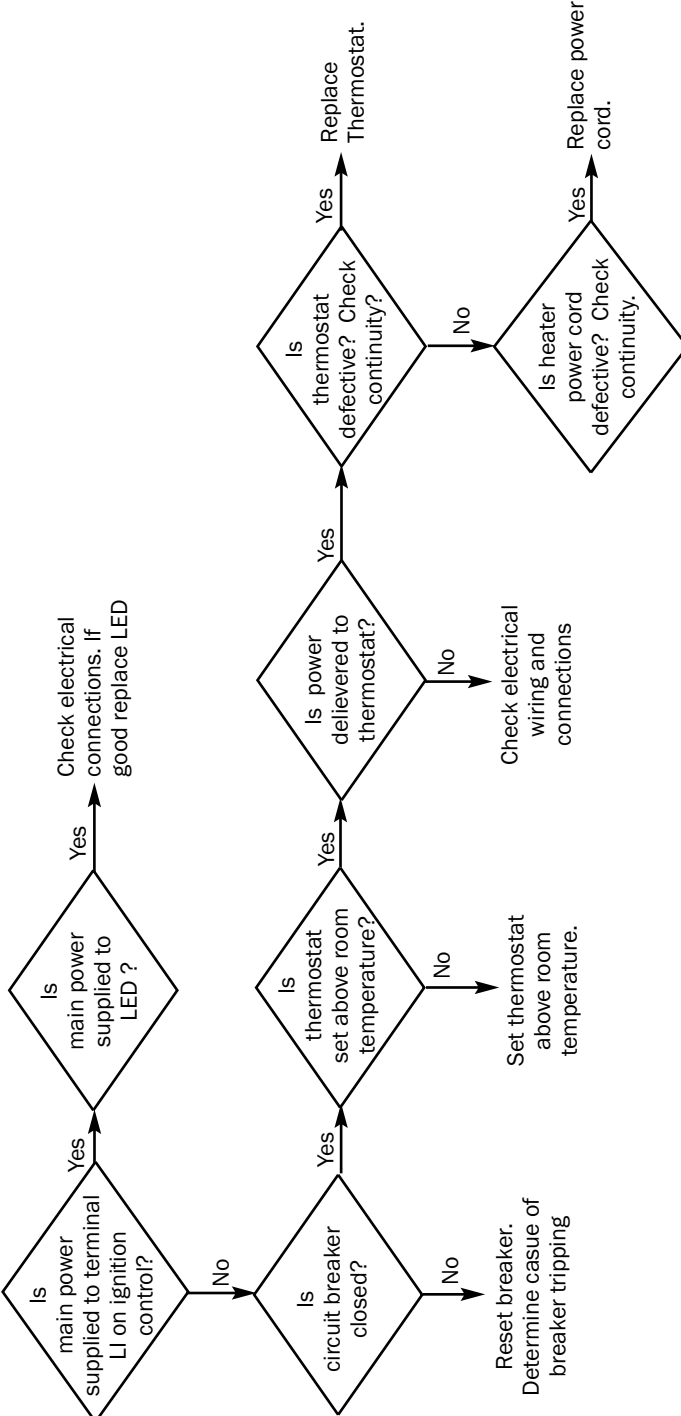 Is
main power
supplied to terminal
LI on ignition
control?
Yes
Is
main power
supplied to
LED ?
Yes
Check electrical
connections. If
good replace LED
No
Is
circuit breaker
closed?
Yes
Is
thermostat
set above room
temperature?
Yes
Is power
delievered to
thermostat?
Yes
Is
thermostat
defective? Check
continuity?
Yes
Replace
Thermostat.
No
Reset breaker.
Determine casue of
breaker tripping
No
Set thermostat
above room
temperature.
No
Check electrical
wiring and
connections
No
Is heater
power cord
defective? Check
continuity.
Yes
Replace power
cord.